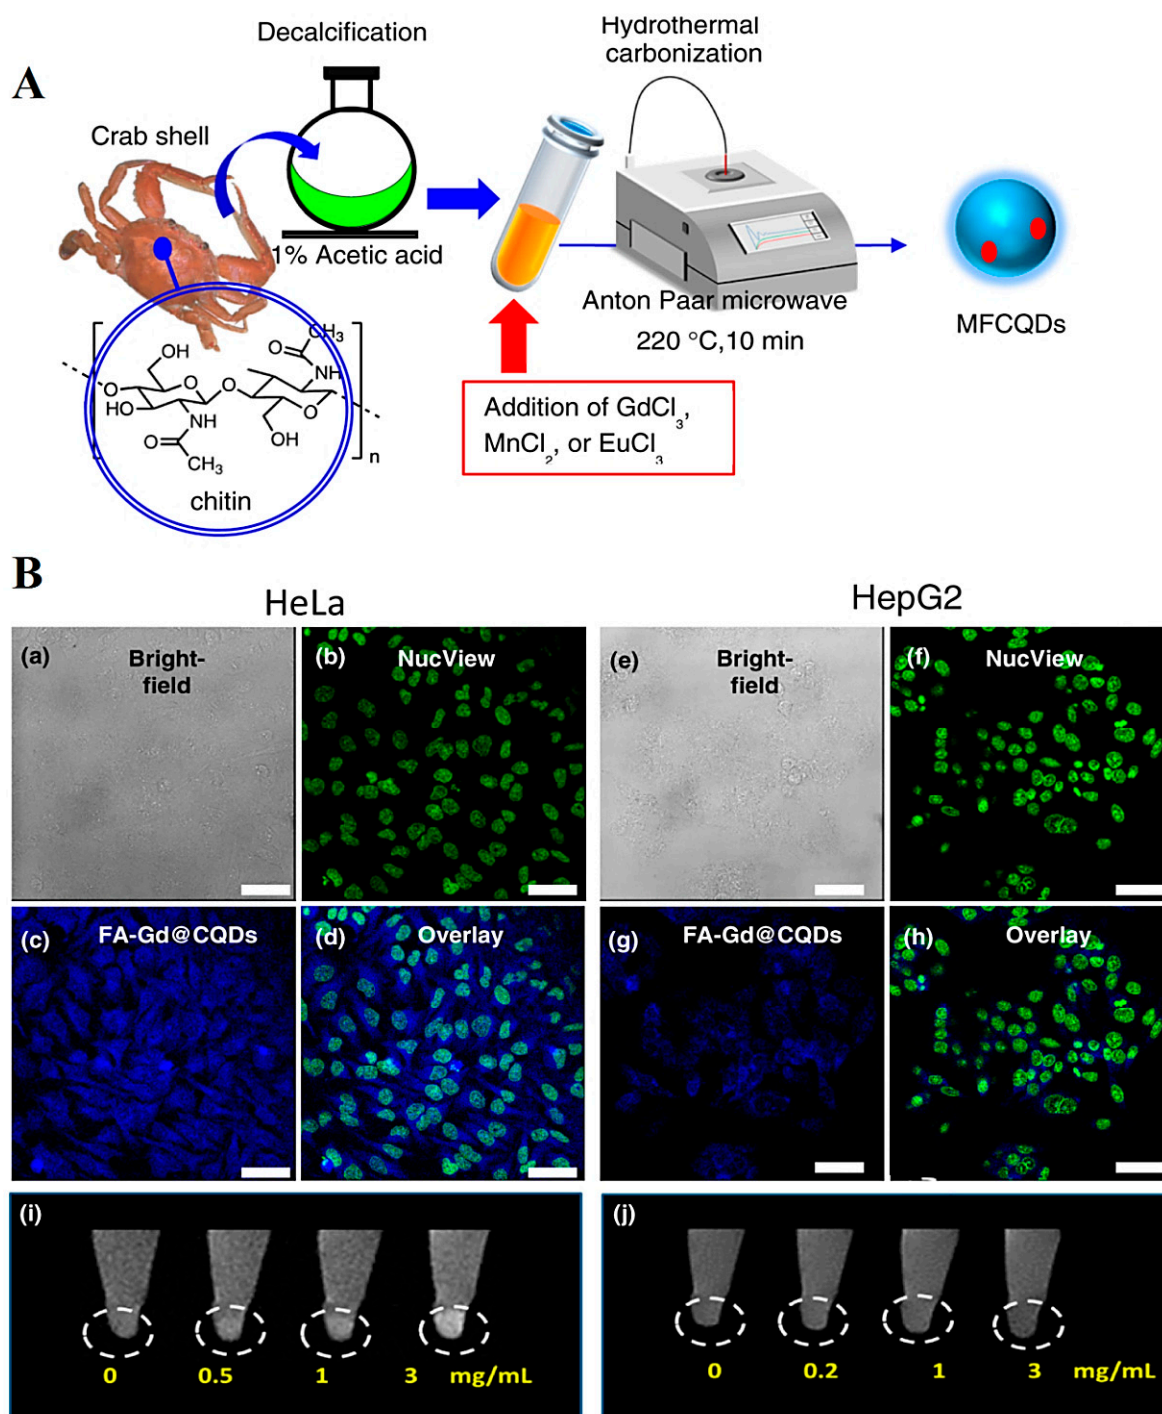 A
Decalcification
Crab shell
1% Acetic acid
Hydrothermal
carbonization
Anton Paar microwave
220 °C,10 min
MFCQDs
Addition of GdCl3,
MnCl2, or EuCl3
CH3
O
NH
OH
O
O
HO
NH
O
O
OH
CH3
n
chitin
B
HeLa
HepG2
(a)
Bright-
field
(b)
NucView
(e)
Bright-
field
(f)
NucView
(c)
FA-Gd@CQDs
(d)
Overlay
(g)
FA-Gd@CQDs
(h)
Overlay
(i)
0 0.5 1 3 mg/mL
(j)
0 0.2 1 3 mg/mL